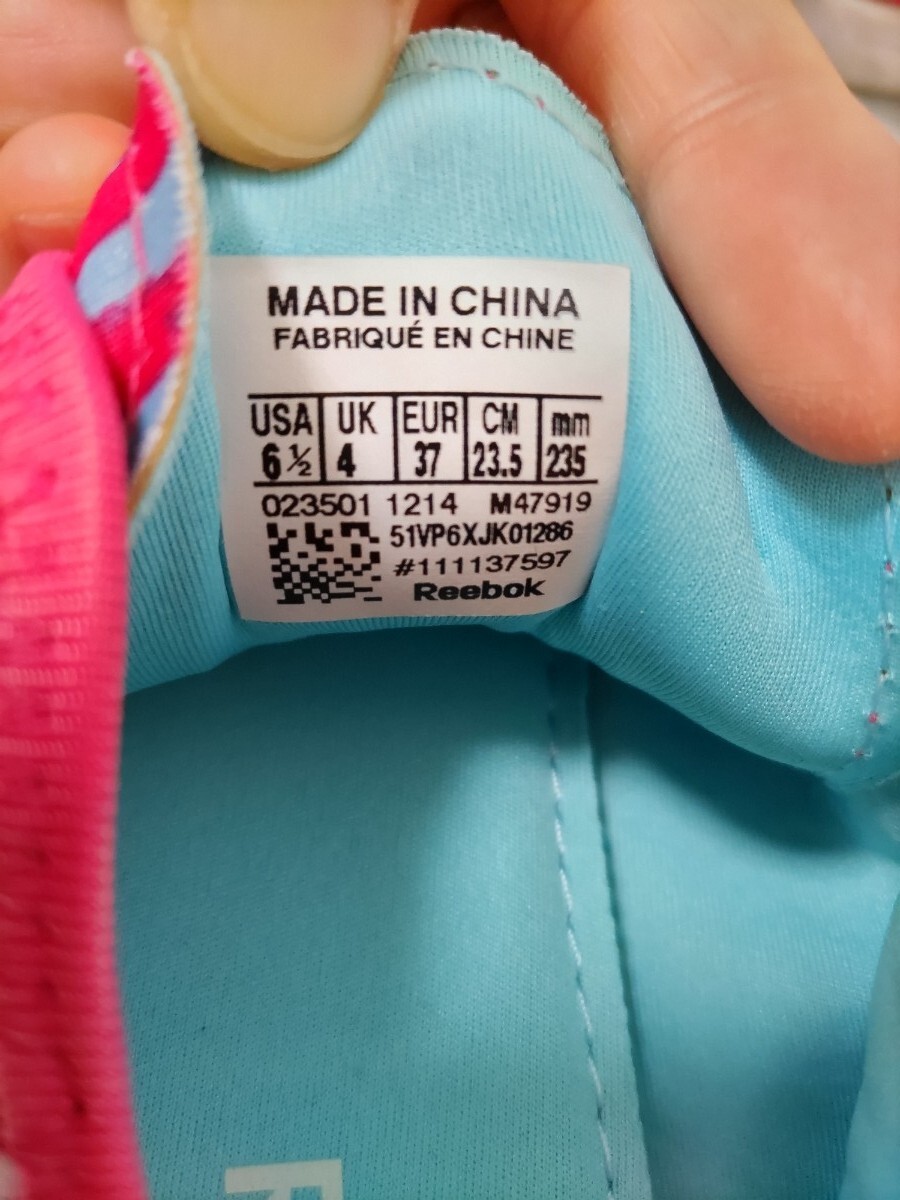 MADE IN CHINA
FABRIQUÉ EN CHINE
USA UK EUR CM mm
6 ½ 4 37 23.5 235
023501 1214 M47919
51VP6XJK01286
#111137597
Reebok